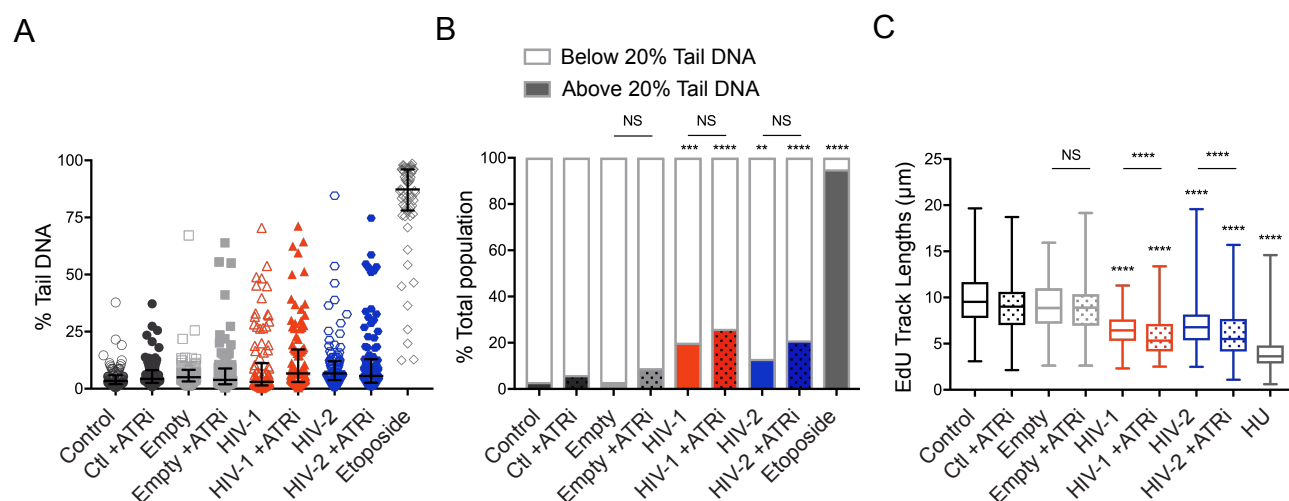 A
% Tail DNA
100
75
50
25
0
Control
Ctl +ATRi
Empty
Empty +ATRi
HIV-1
HIV-1 +ATRi
HIV-2
HIV-2 +ATRi
Etoposide
B
Below 20% Tail DNA
Above 20% Tail DNA
NS
NS
NS
*** **** ** **** ****
% Total population
100
80
60
40
20
0
Control
Ctl +ATRi
Empty
Empty +ATRi
HIV-1
HIV-1 +ATRi
HIV-2
HIV-2 +ATRi
Etoposide
C
EdU Track Lengths (μm)
25
20
15
10
5
0
NS
****
****
****
****
****
****
****
Control
Ctl +ATRi
Empty
Empty +ATRi
HIV-1
HIV-1 +ATRi
HIV-2
HIV-2 +ATRi
HU